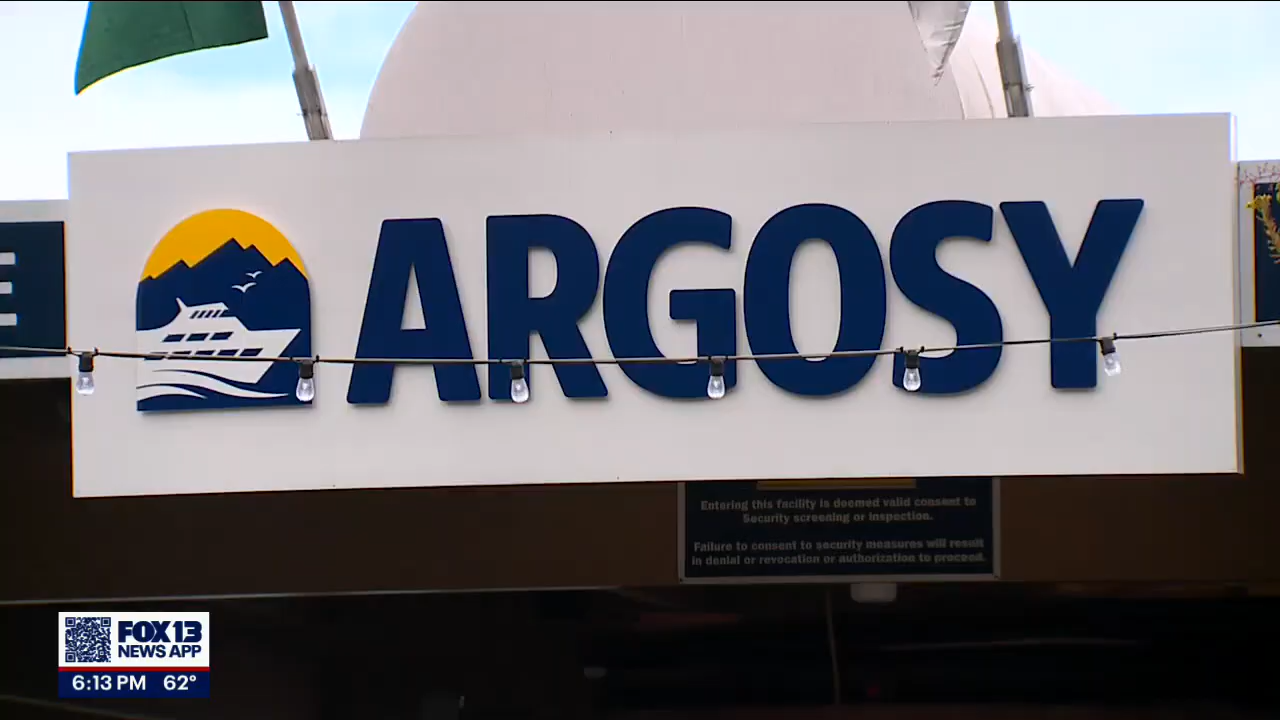 E
ARGOSY
Entering this facility is deemed valid consent to
Security screening or inspection.
Failure to consent to security measures will result
in denial or revocation or authorization to proceed.
FOX 13
NEWS APP
6:13 PM 62°